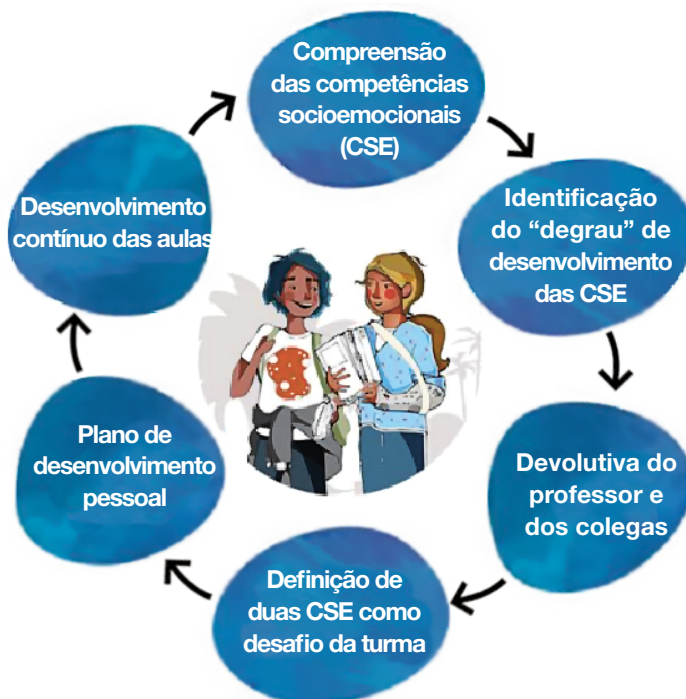 Compreensão
das competências
socioemocionais
(CSE)
Identificação
do “degrau” de
desenvolvimento
das CSE
Devolutiva do
professor e
dos colegas
Definição de
duas CSE como
desafio da turma
Plano de
desenvolvimento
pessoal
Desenvolvimento
contínuo das aulas